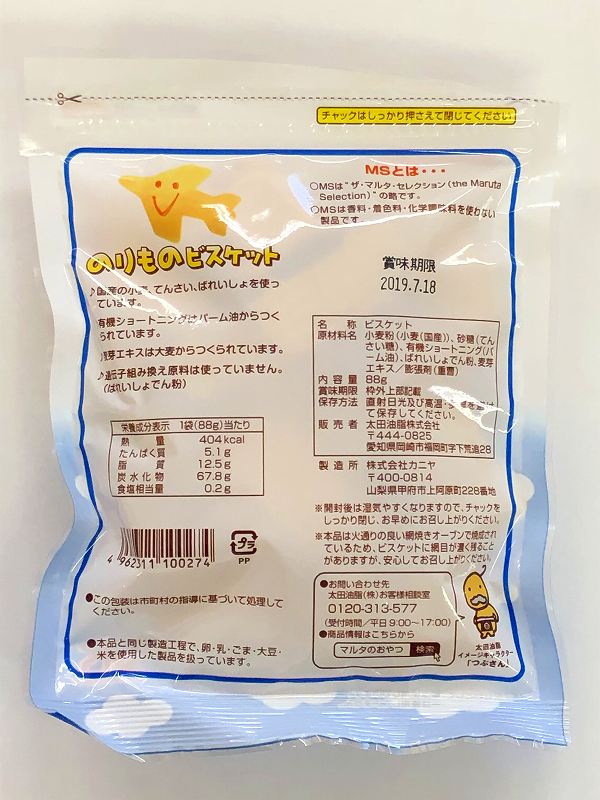 チャックはしっかり押さえて閉じてください
MSとは・・・
○MSは"ザ・マルタ・セレクション(the Maruta
Selection)"の略です。
○MSは香料・着色料・化学調味料を使わない
製品です。
のりものビスケット
♪国産の小麦、てんさい、ばれいしょを使っ
ています。
有機ショートニングはパーム油からつく
られています。
芽エキスは大麦からつくられています。
♪遺伝子組み換え原料は使っていません。
(ばれいしょでん粉)
賞味期限
2019.7.18
名 称 ビスケット
原材料名 小麦粉(小麦(国産))、砂糖(てん
さい糖)、有機ショートニング(パ
ーム油)、ばれいしょでん粉、麦芽
エキス/膨張剤(重曹)
内 容 量 88g
賞味期限 枠外上部記載
保存方法 直射日光及び高温
て保存してください。
販 売 者 太田油脂株式会社
〒444-0825
愛知県岡崎市福岡町字下荒追28
製 造 所 株式会社カニヤ
〒400-0814
山梨県甲府市上阿原町228番地
栄養成分表示 1袋(88g)当たり
熱 量 404kcal
たんぱく質 5.1g
脂 質 12.5g
炭水化物 67.8g
食塩相当量 0.2g
※開封後は湿気やすくなりますので、チャックを
しっかり閉じ、お早めにお召し上がりください。
※本品は火通りの良い網焼きオーブンで焼成され
ているため、ビスケットに網目が濃く残ること
がありますが、安心してお召し上がりください。
4 962311 100274
プラ
PP
●この包装は市町村の指導に基づいて処理して
ください。
●本品と同じ製造工程で、卵・乳・ごま・大豆・
米を使用した製品を扱っています。
●お問い合わせ先
太田油脂(株)お客様相談室
0120-313-577
(受付時間/平日9:00~17:00)
●商品情報はこちらから
マルタのおやつ 検索
太田油脂
イメージキャラクター
「つぶさん」